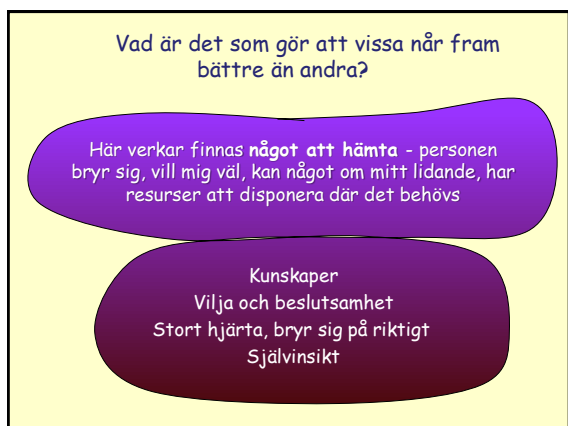 Vad är det som gör att vissa når fram
bättre än andra?
Här verkar finnas något att hämta - personen
bryr sig, vill mig väl, kan något om mitt lidande, har
resurser att disponera där det behövs
Kunskaper
Vilja och beslutsamhet
Stort hjärta, bryr sig på riktigt
Självinsikt